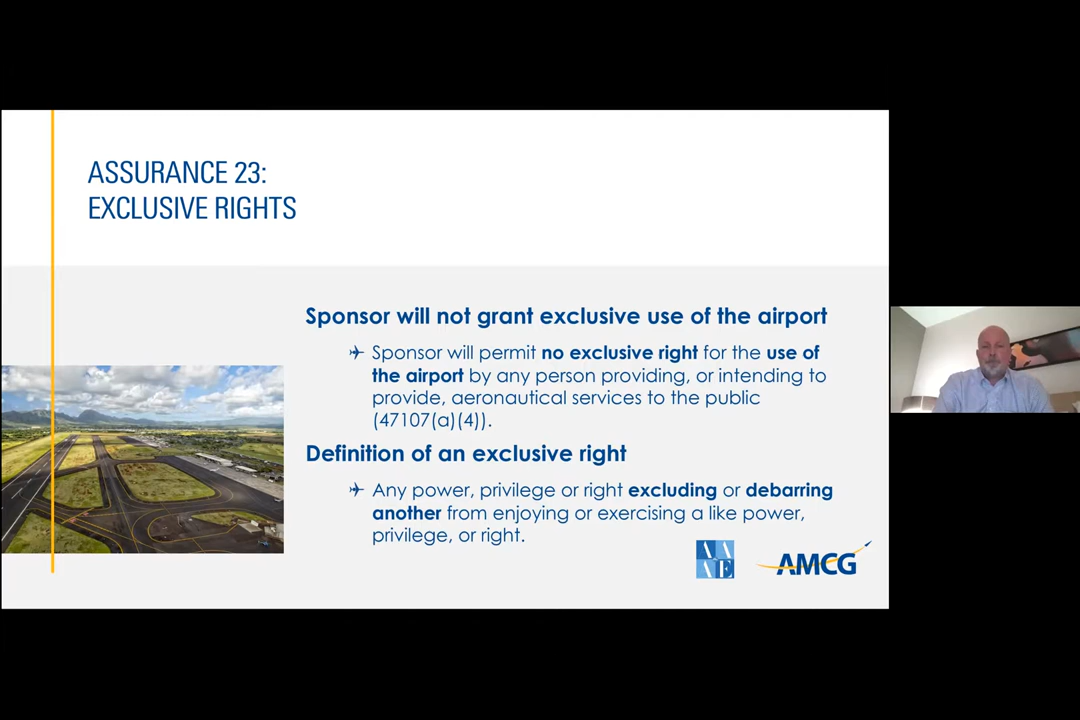 ASSURANCE 23:
EXCLUSIVE RIGHTS
Sponsor will not grant exclusive use of the airport
Sponsor will permit no exclusive right for the use of
the airport by any person providing, or intending to
provide, aeronautical services to the public
(47107(a)(4)).
Definition of an exclusive right
Any power, privilege or right excluding or debarring
another from enjoying or exercising a like power,
privilege, or right.
AAAE
AMCG